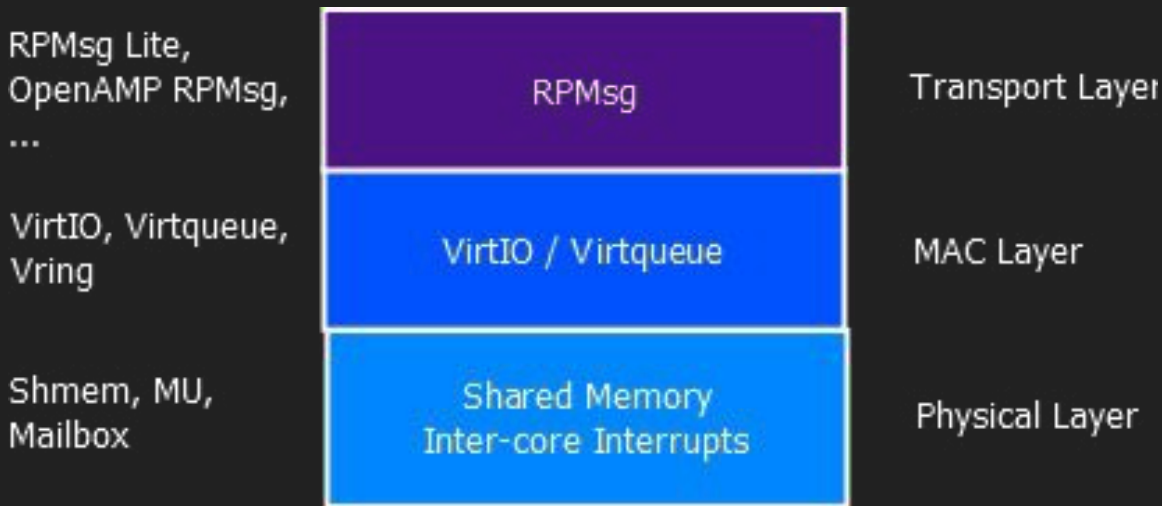 RPMsg Lite,
OpenAMP RPMsg,
...
RPMsg
Transport Layer
VirtIO, Virtqueue,
Vring
VirtIO / Virtqueue
MAC Layer
Shmem, MU,
Mailbox
Shared Memory
Inter-core Interrupts
Physical Layer